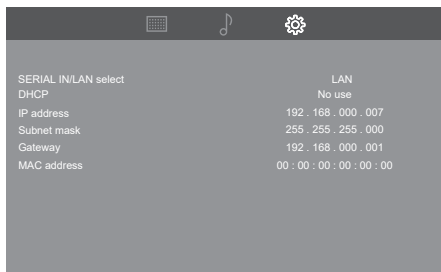 SERIAL IN/LAN select LAN
DHCP No use
IP address 192 . 168 . 000 . 007
Subnet mask 255 . 255 . 255 . 000
Gateway 192 . 168 . 000 . 001
MAC address 00 : 00 : 00 : 00 : 00 : 00